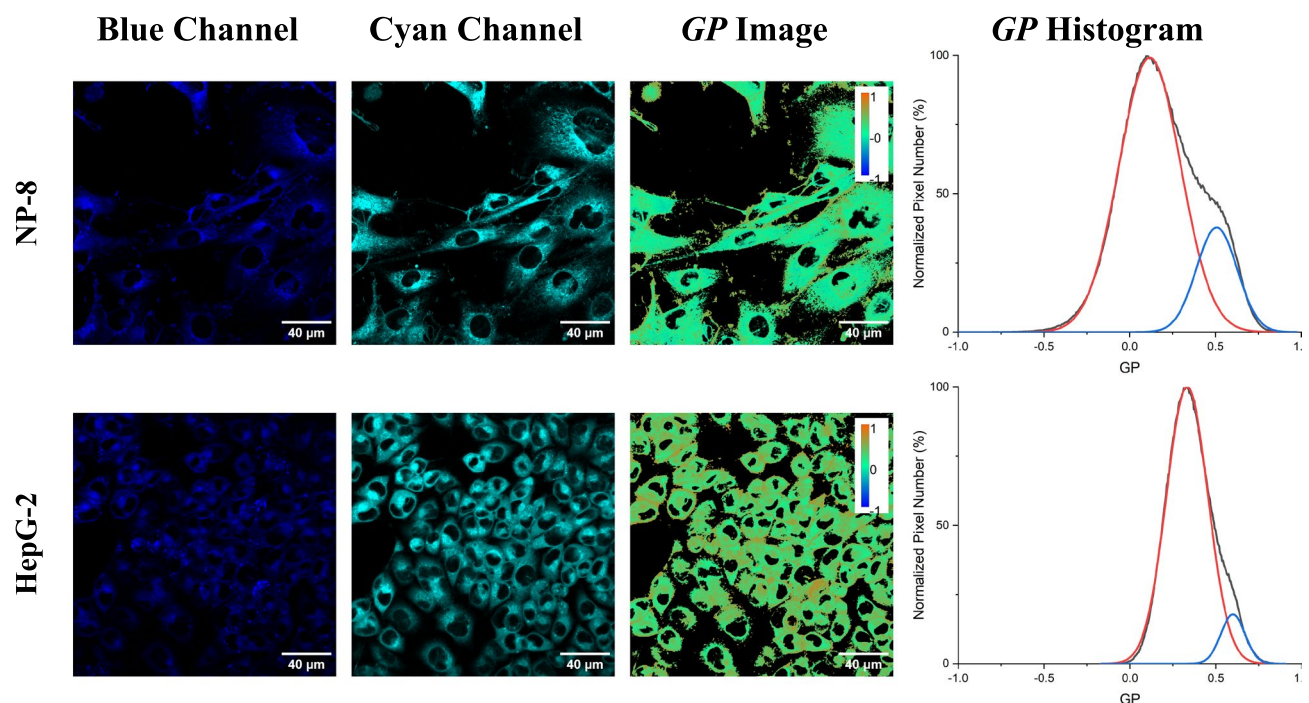 Blue Channel
Cyan Channel
GP Image
GP Histogram
NP-8
40 µm
40 µm
1
-0
-1
40 µm
Normalized Pixel Number (%)
100
50
0
-1.0
-0.5
0.0
0.5
1.
GP
HepG-2
40 µm
40 µm
1
0
-1
40 µm
Normalized Pixel Number (%)
100
50
0
-1.0
-0.5
0.0
0.5
1.
GP